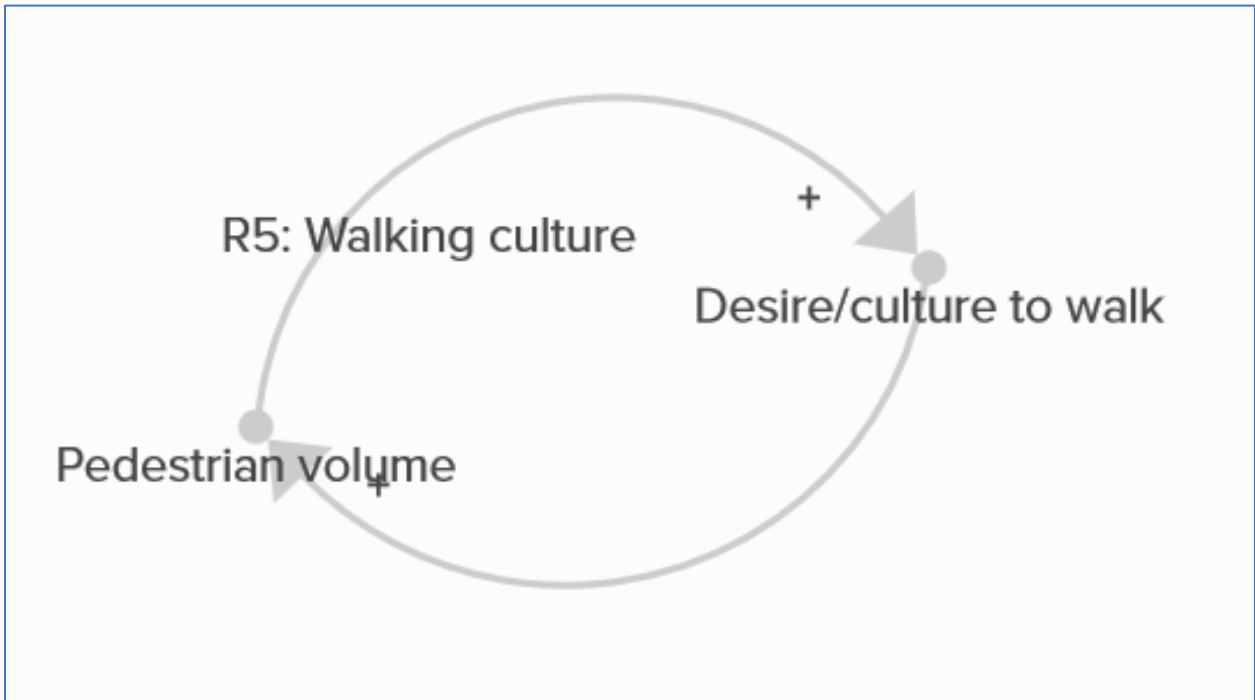 +
R5: Walking culture
Desire/culture to walk
Pedestrian volume
+